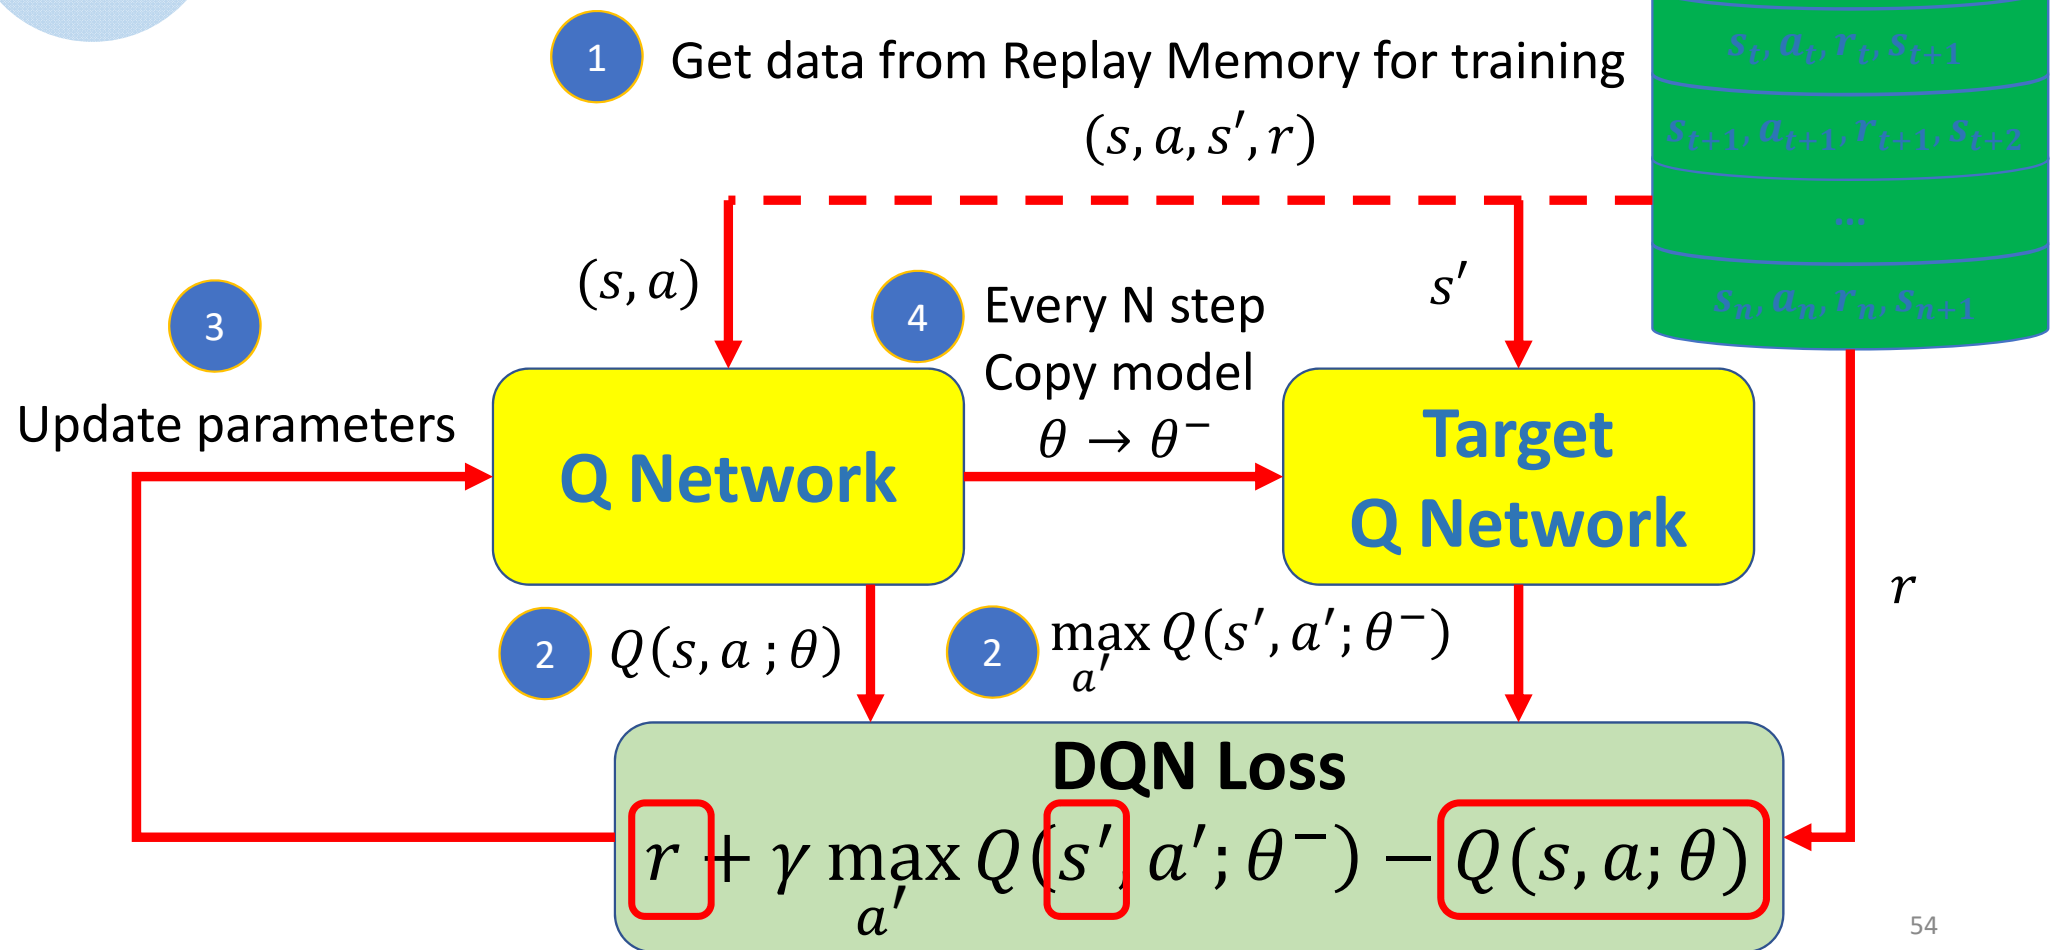 1 Get data from Replay Memory for training
(s, a, s′, r)
s_t, a_t, r_t, s_{t+1}
s_{t+1}, a_{t+1}, r_{t+1}, s_{t+2}
...
s_n, a_n, r_n, s_{n+1}
(s, a)
s′
4 Every N step
Copy model
θ → θ⁻
3
Update parameters
Q Network
Target
Q Network
r
2 Q(s, a ; θ)
2 max_{a′} Q(s′, a′; θ⁻)
DQN Loss
r + γ max_{a′} Q(s′, a′; θ⁻) − Q(s, a; θ)
54